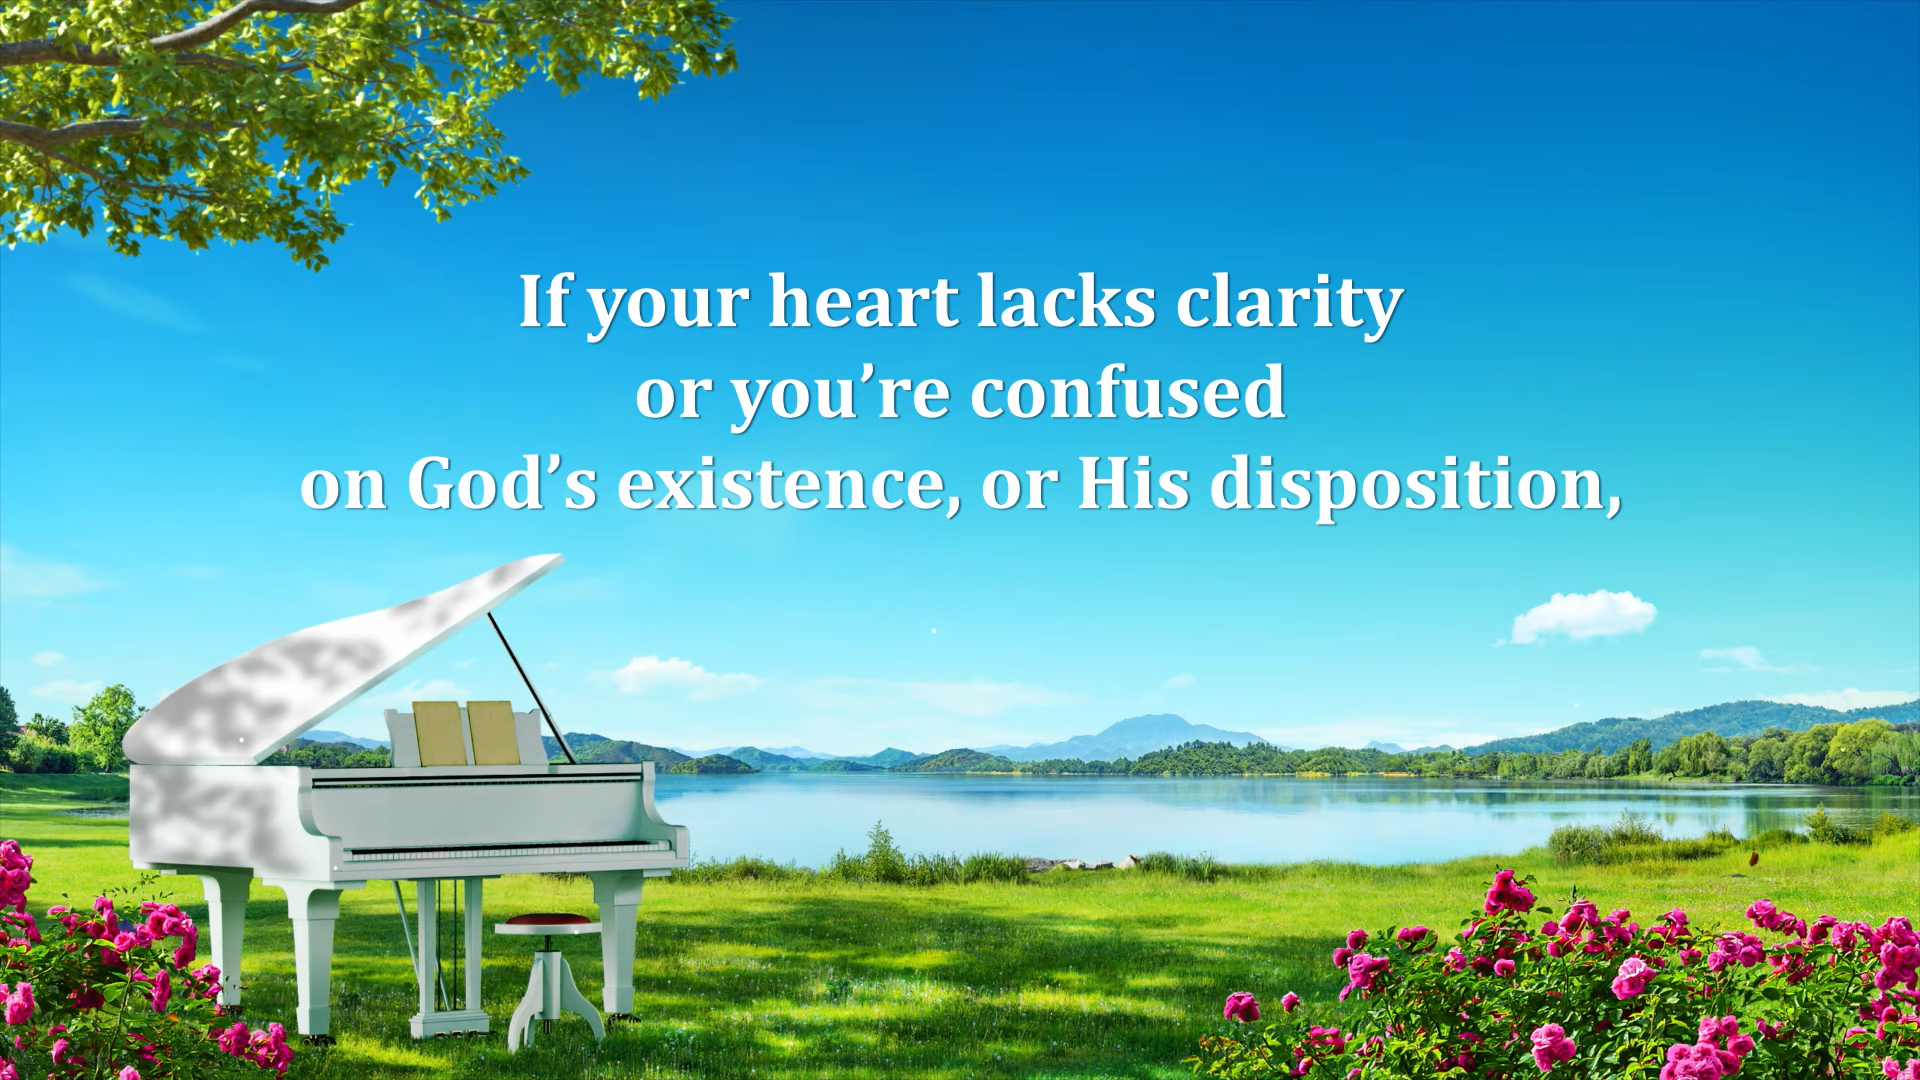 If your heart lacks clarity
or you’re confused
on God’s existence, or His disposition,